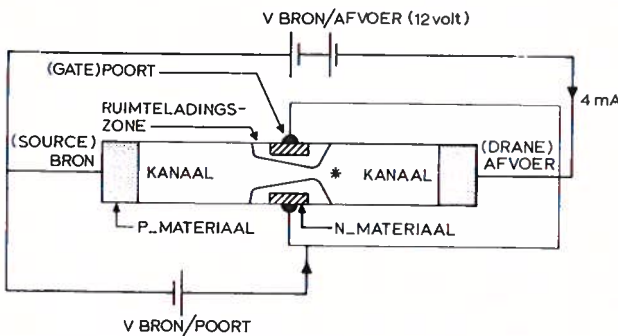 V BRON/AFVOER (12 volt)
(GATE) POORT
4 mA
RUIMTELADINGS-
ZONE
(SOURCE)
BRON
(DRANE)
AFVOER
KANAAL
* KANAAL
P_MATERIAAL
N_MATERIAAL
V BRON/POORT